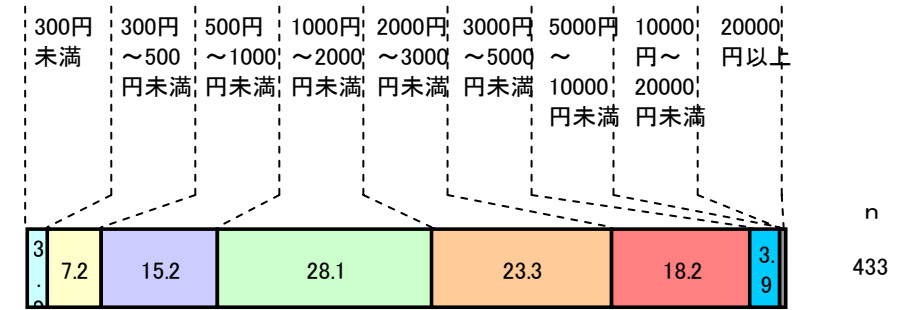 300円
未満
300円
～500
円未満
500円
～1000
円未満
1000円
～2000
円未満
2000円
～3000
円未満
3000円
～5000
円未満
5000円
～
10000
円未満
10000
円～
20000
円未満
20000
円以上
n
3
.
7.2
15.2
28.1
23.3
18.2
3.
9
433